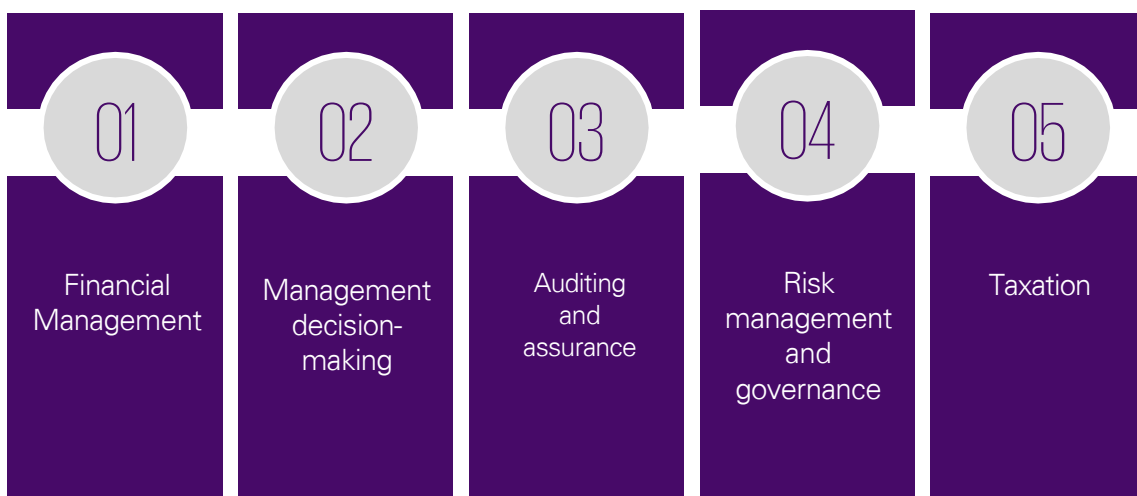 01
Financial
Management
02
Management
decision-
making
03
Auditing
and
assurance
04
Risk
management
and
governance
05
Taxation